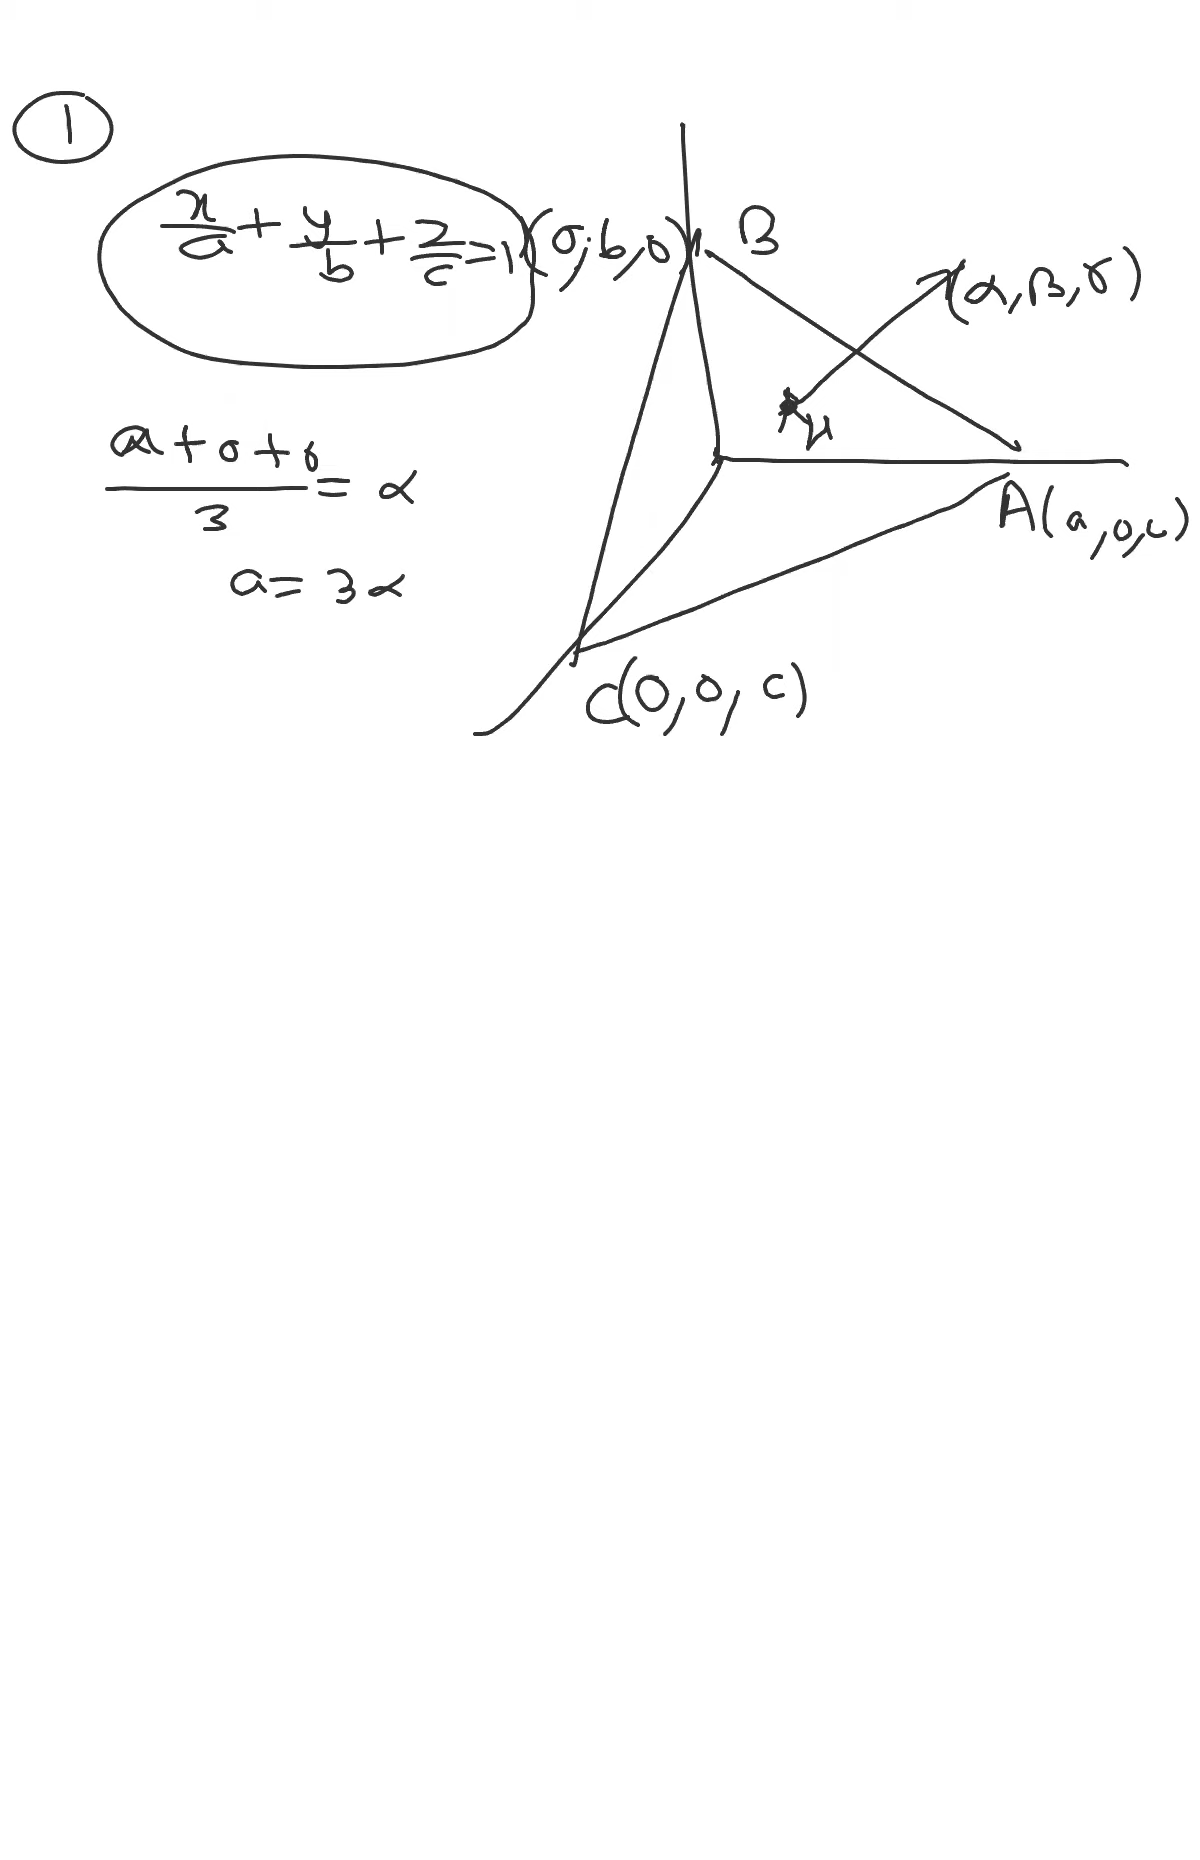 1
x/a + y/b + z/c = 1
(0, b, 0) B
(α, β, γ)
a + 0 + 0 / 3 = α
A(a, 0, c)
a = 3α
C(0, 0, c)